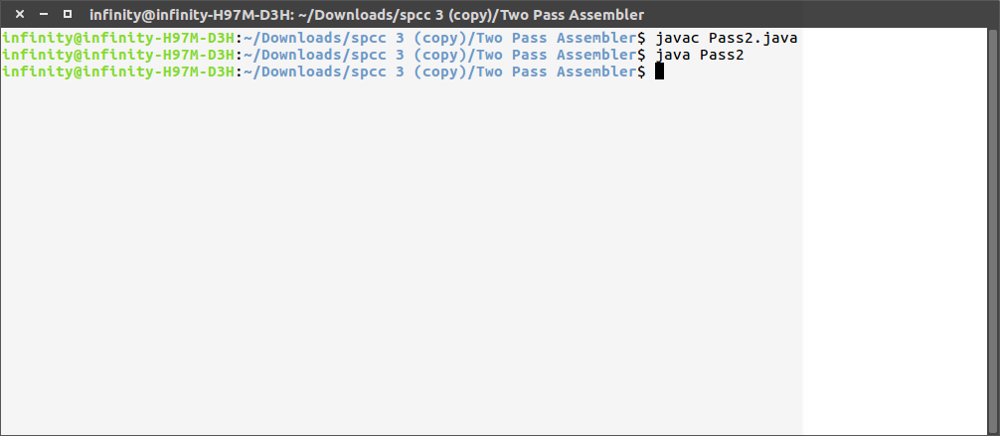 infinity@infinity-H97M-D3H: ~/Downloads/spcc 3 (copy)/Two Pass Assembler
infinity@infinity-H97M-D3H:~/Downloads/spcc 3 (copy)/Two Pass Assembler$ javac Pass2.java
infinity@infinity-H97M-D3H:~/Downloads/spcc 3 (copy)/Two Pass Assembler$ java Pass2
infinity@infinity-H97M-D3H:~/Downloads/spcc 3 (copy)/Two Pass Assembler$